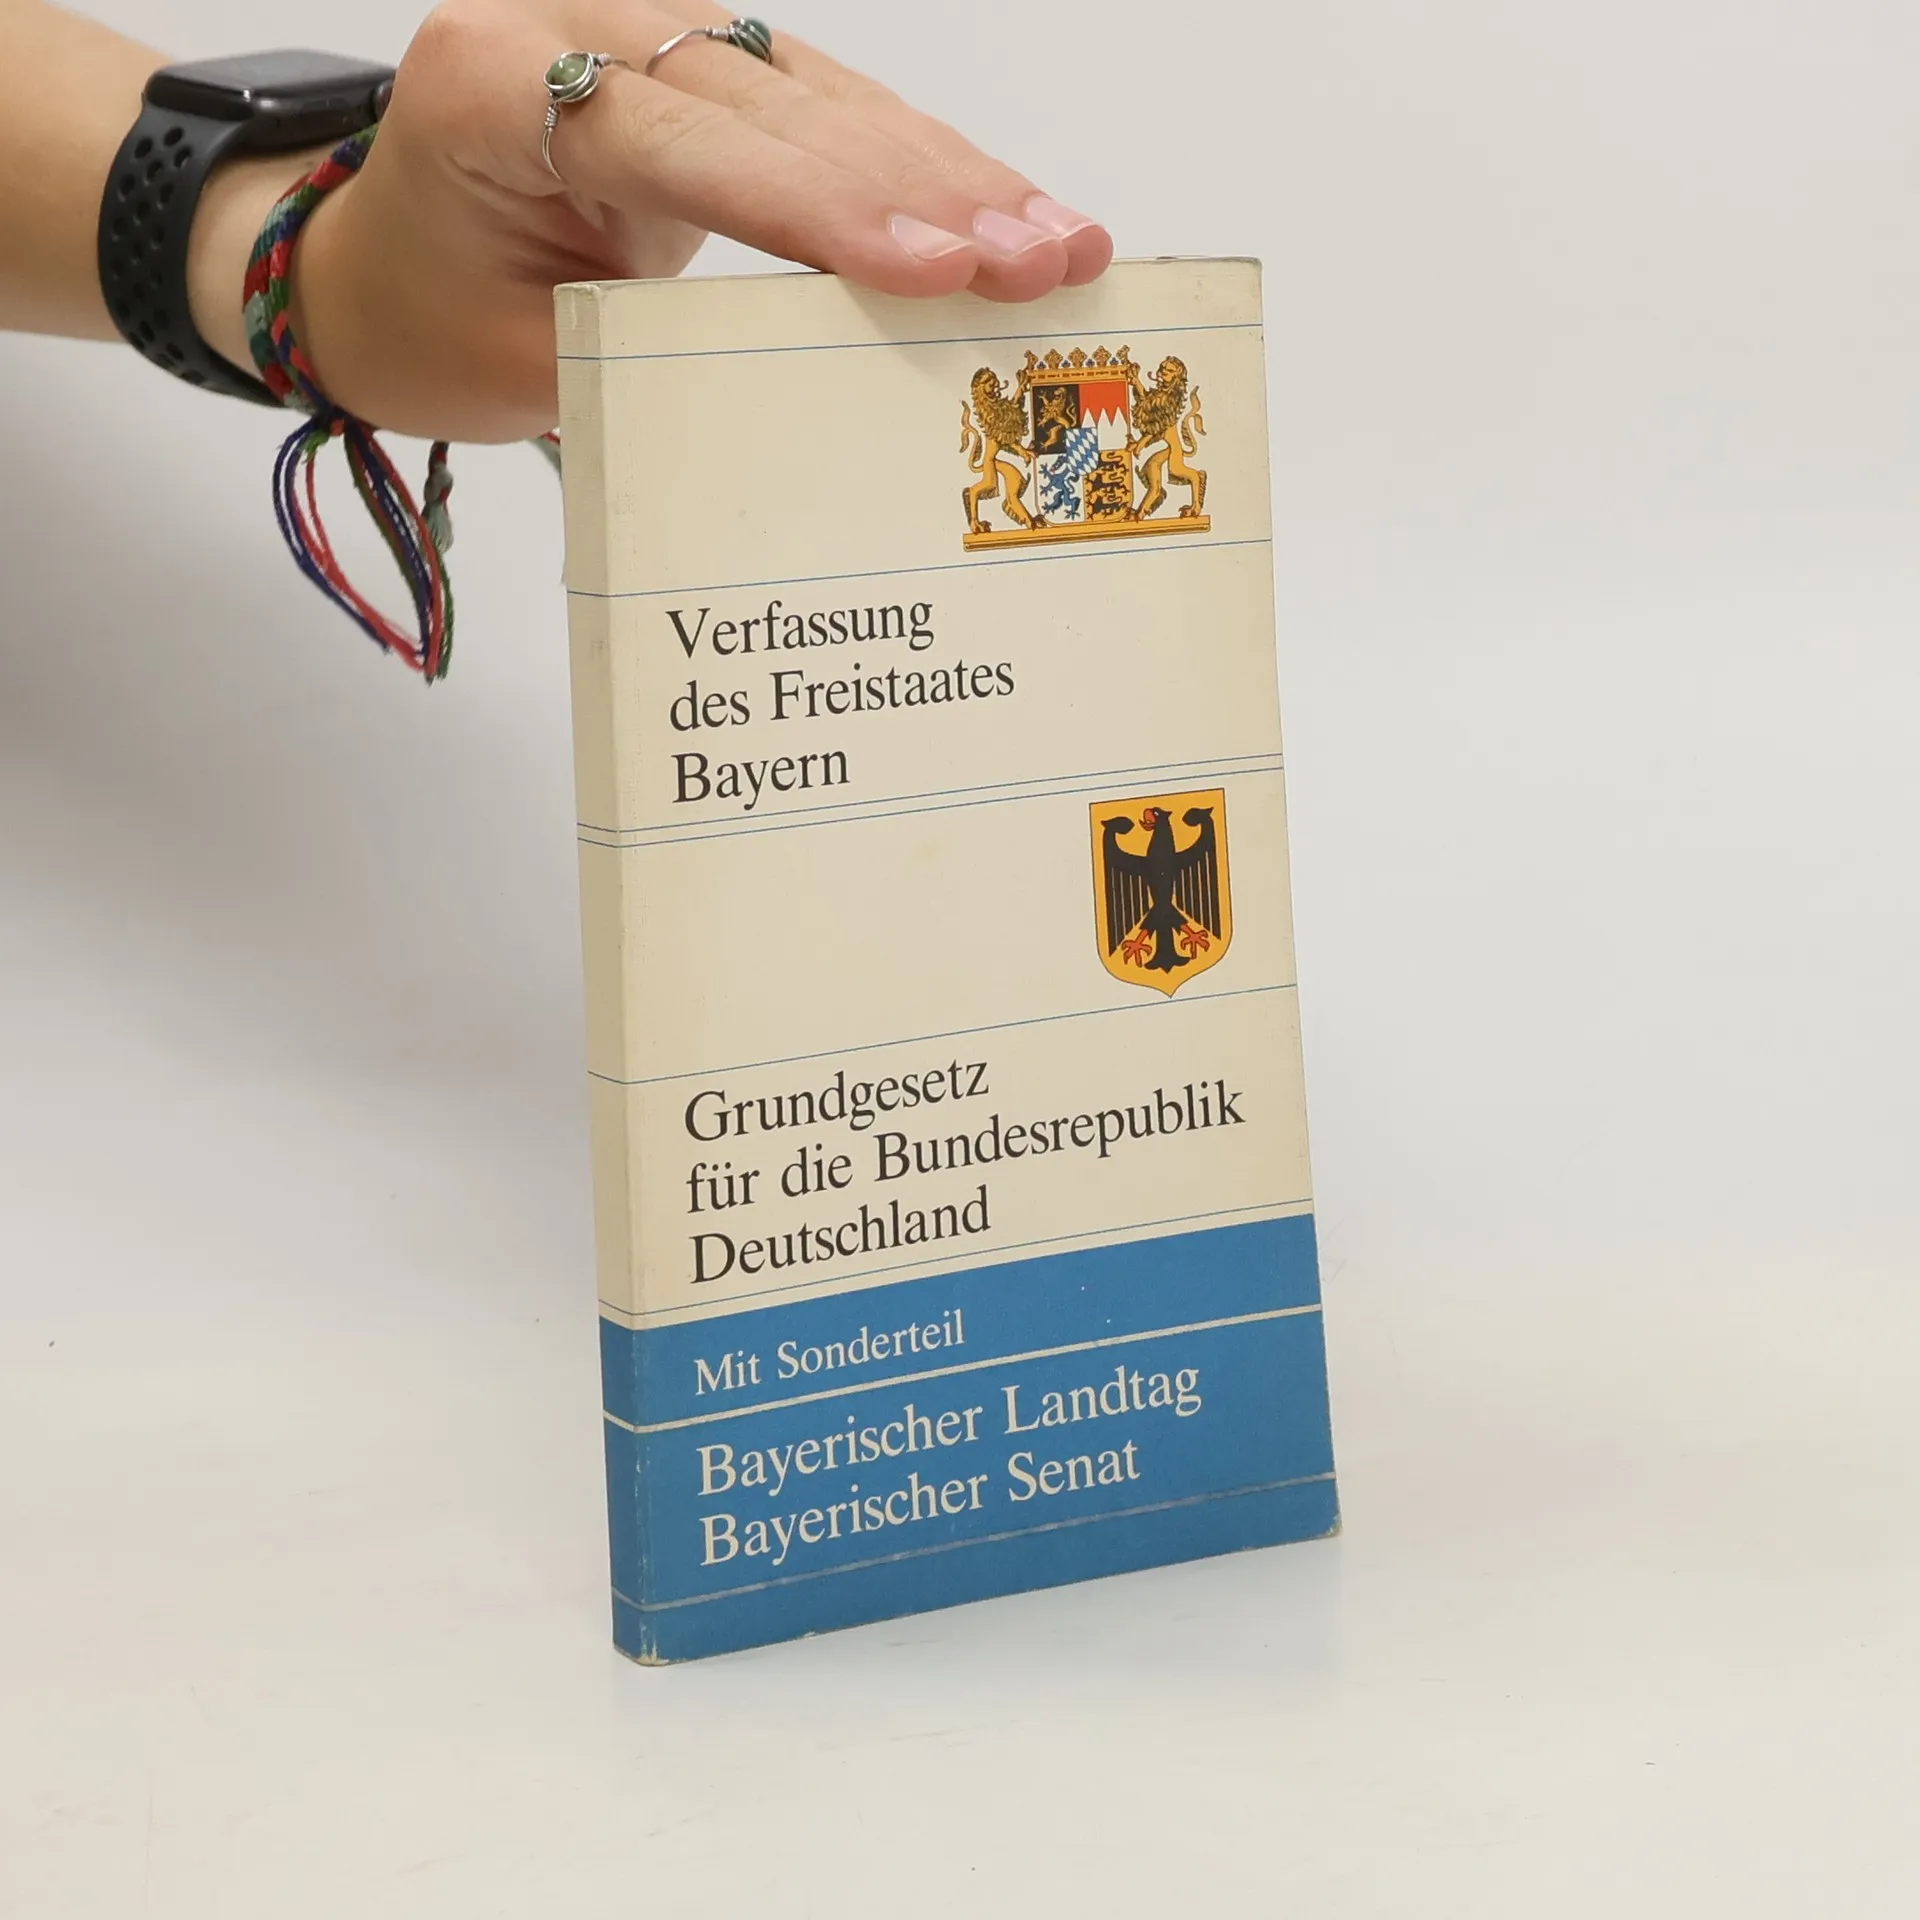 Verfassung
des Freistaates
Bayern
Grundgesetz
für die Bundesrepublik
Deutschland
Mit Sonderteil
Bayerischer Landtag
Bayerischer Senat